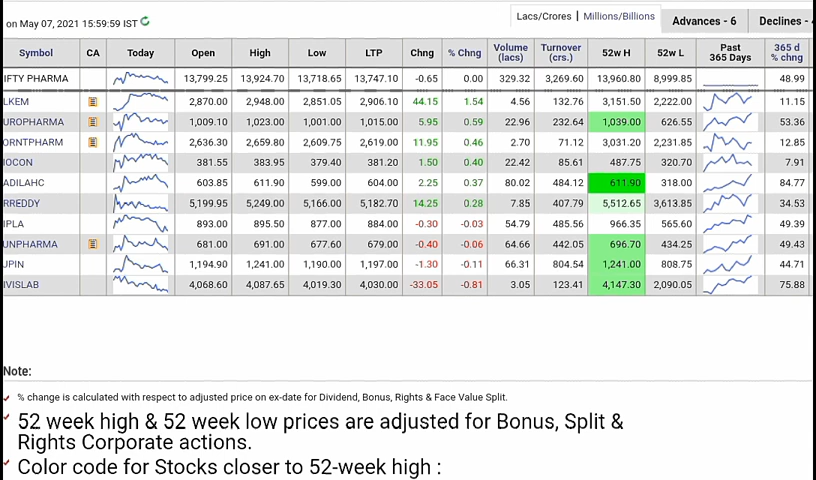 on May 07, 2021 15:59:59 IST
Lacs/Crores | Millions/Billions
Advances - 6 Declines -
Symbol CA Today Open High Low LTP Chng % Chng Volume (lacs) Turnover (crs.) 52w H 52w L Past 365 Days 365 d % chng
IFTY PHARMA 13,799.25 13,924.70 13,718.65 13,747.10 -0.65 0.00 329.32 3,269.60 13,960.80 8,999.85 48.99
LKEM 2,870.00 2,948.00 2,851.05 2,906.10 44.15 1.54 4.56 132.76 3,151.50 2,222.00 11.15
UROPHARMA 1,009.10 1,023.00 1,001.00 1,015.00 5.95 0.59 22.96 232.64 1,039.00 626.55 53.36
ORNTPHARM 2,636.30 2,659.80 2,609.75 2,619.00 11.95 0.46 2.70 71.12 3,031.20 2,231.85 12.85
IOCON 381.55 383.95 379.40 381.20 1.50 0.40 22.42 85.61 487.75 320.70 7.91
ADILAHC 603.85 611.90 599.00 604.00 2.25 0.37 80.02 484.12 611.90 318.00 84.77
RREDDY 5,199.95 5,249.00 5,166.00 5,182.70 14.25 0.28 7.85 407.79 5,512.65 3,613.85 34.53
IPLA 893.00 895.50 877.00 884.00 -0.30 -0.03 54.79 485.56 966.35 565.60 49.39
UNPHARMA 681.00 691.00 677.60 679.00 -0.40 -0.06 64.66 442.05 696.70 434.25 49.43
JPIN 1,194.90 1,241.00 1,190.00 1,197.00 -1.30 -0.11 66.31 804.54 1,241.00 808.75 44.71
IVISLAB 4,068.60 4,087.65 4,019.30 4,030.00 -33.05 -0.81 3.05 123.41 4,147.30 2,090.05 75.88
Note:
% change is calculated with respect to adjusted price on ex-date for Dividend, Bonus, Rights & Face Value Split.
52 week high & 52 week low prices are adjusted for Bonus, Split &
Rights Corporate actions.
Color code for Stocks closer to 52-week high :